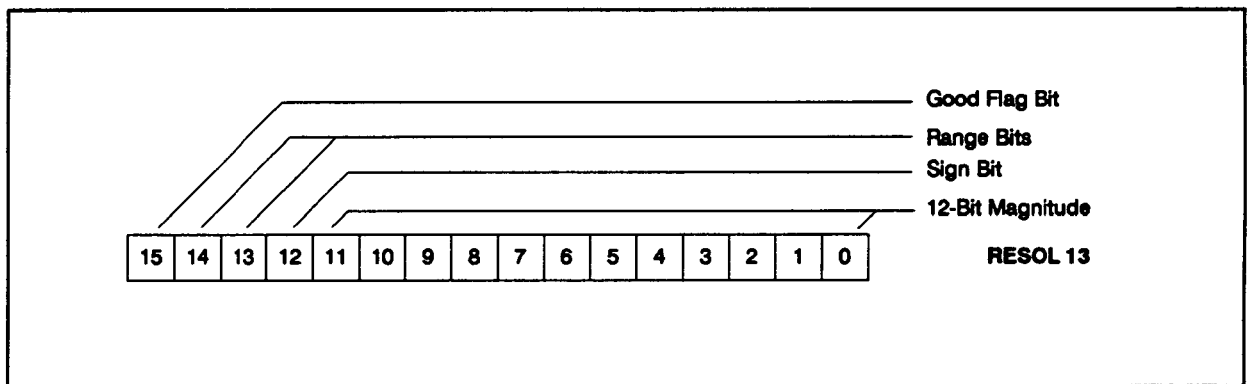 Good Flag Bit
Range Bits
Sign Bit
12-Bit Magnitude
15 14 13 12 11 10 9 8 7 6 5 4 3 2 1 0 RESOL 13